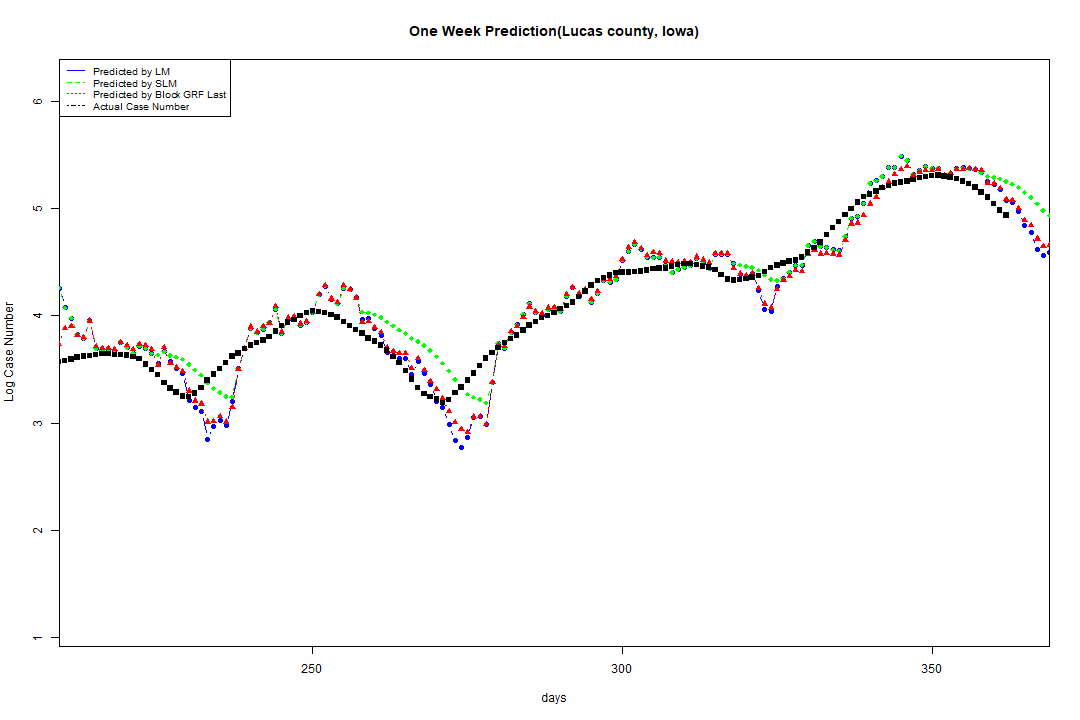 One Week Prediction(Lucas county, Iowa)
Predicted by LM
Predicted by SLM
Predicted by Block GRF Last
Actual Case Number
6
5
4
3
2
1
Log Case Number
250
300
350
days